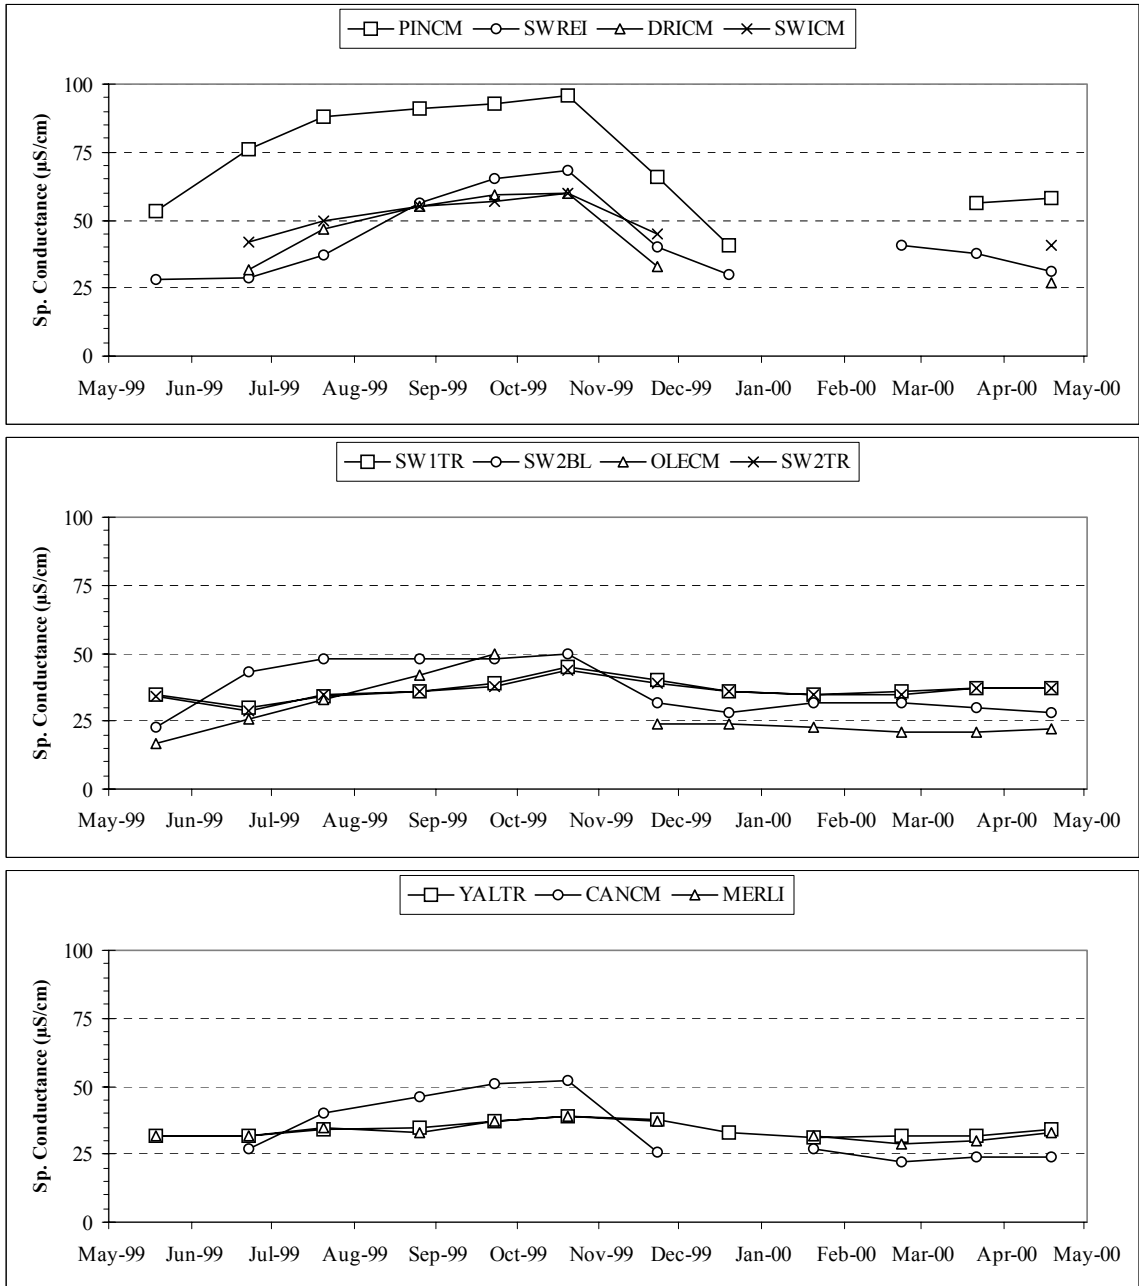 PINCM SWREI DRICM SWICM
100
75
50
25
0
Sp. Conductance (µS/cm)
May-99 Jun-99 Jul-99 Aug-99 Sep-99 Oct-99 Nov-99 Dec-99 Jan-00 Feb-00 Mar-00 Apr-00 May-00
SW1TR SW2BL OLECM SW2TR
100
75
50
25
0
Sp. Conductance (µS/cm)
May-99 Jun-99 Jul-99 Aug-99 Sep-99 Oct-99 Nov-99 Dec-99 Jan-00 Feb-00 Mar-00 Apr-00 May-00
YALTR CANCM MERLI
100
75
50
25
0
Sp. Conductance (µS/cm)
May-99 Jun-99 Jul-99 Aug-99 Sep-99 Oct-99 Nov-99 Dec-99 Jan-00 Feb-00 Mar-00 Apr-00 May-00